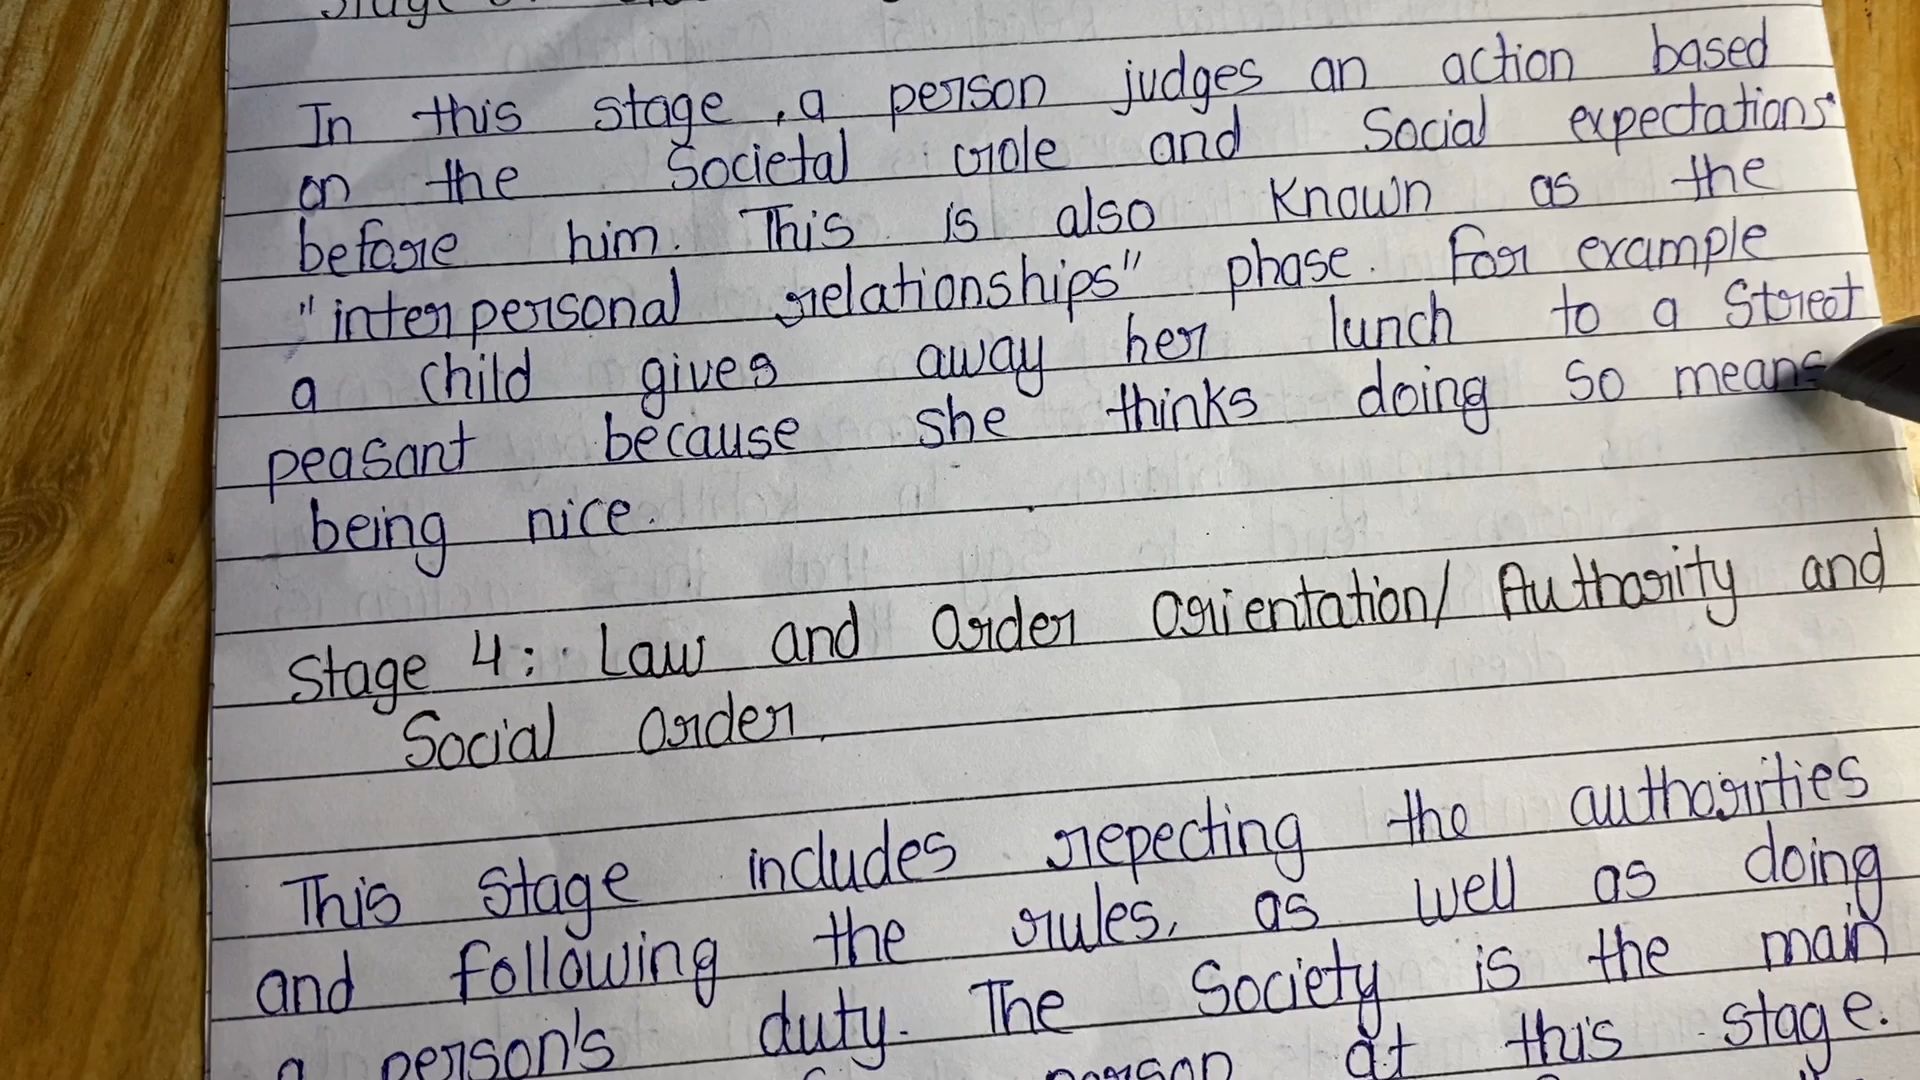 Stage
In this stage, a person judges an action based
on the Societal role and Social expectations
before him. This is also known as the
"interpersonal relationships" phase. For example
a child gives away her lunch to a Street
peasant because she thinks doing so means
being nice.
Stage 4: Law and Order Orientation/ Authority and
Social Order.
This Stage includes repecting the authorities
and following the rules, as well as doing
a person's duty. The Society is the main
person at this stage.